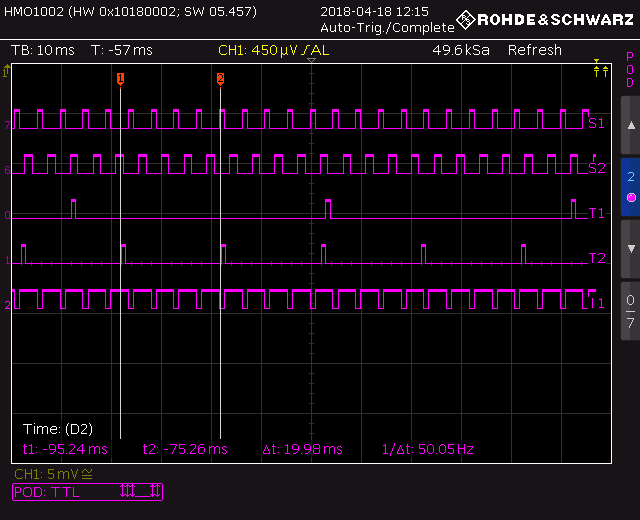 HMO1002 (HW 0x10180002; SW 05.457)
2018-04-18 12:15
Auto-Trig./Complete
ROHDE&SCHWARZ
TB: 10 ms T: -57 ms CH1: 450 µV / AL 49.6 kSa Refresh
POD
1
1 2
7 S1
6 S2
0 T1
1 T2
2
2
0
7
Time: (D2)
t1: -95.24 ms t2: -75.26 ms Δt: 19.98 ms 1/Δt: 50.05 Hz
CH1: 5 mV
POD: TTL